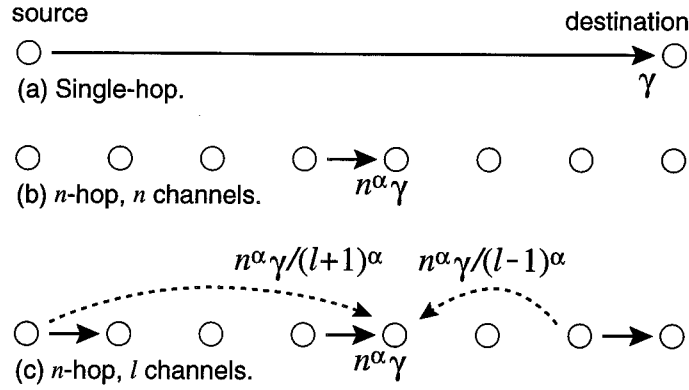 source
destination
γ
(a) Single-hop.
n^α γ
(b) n-hop, n channels.
n^α γ/(l+1)^α
n^α γ/(l−1)^α
n^α γ
(c) n-hop, l channels.